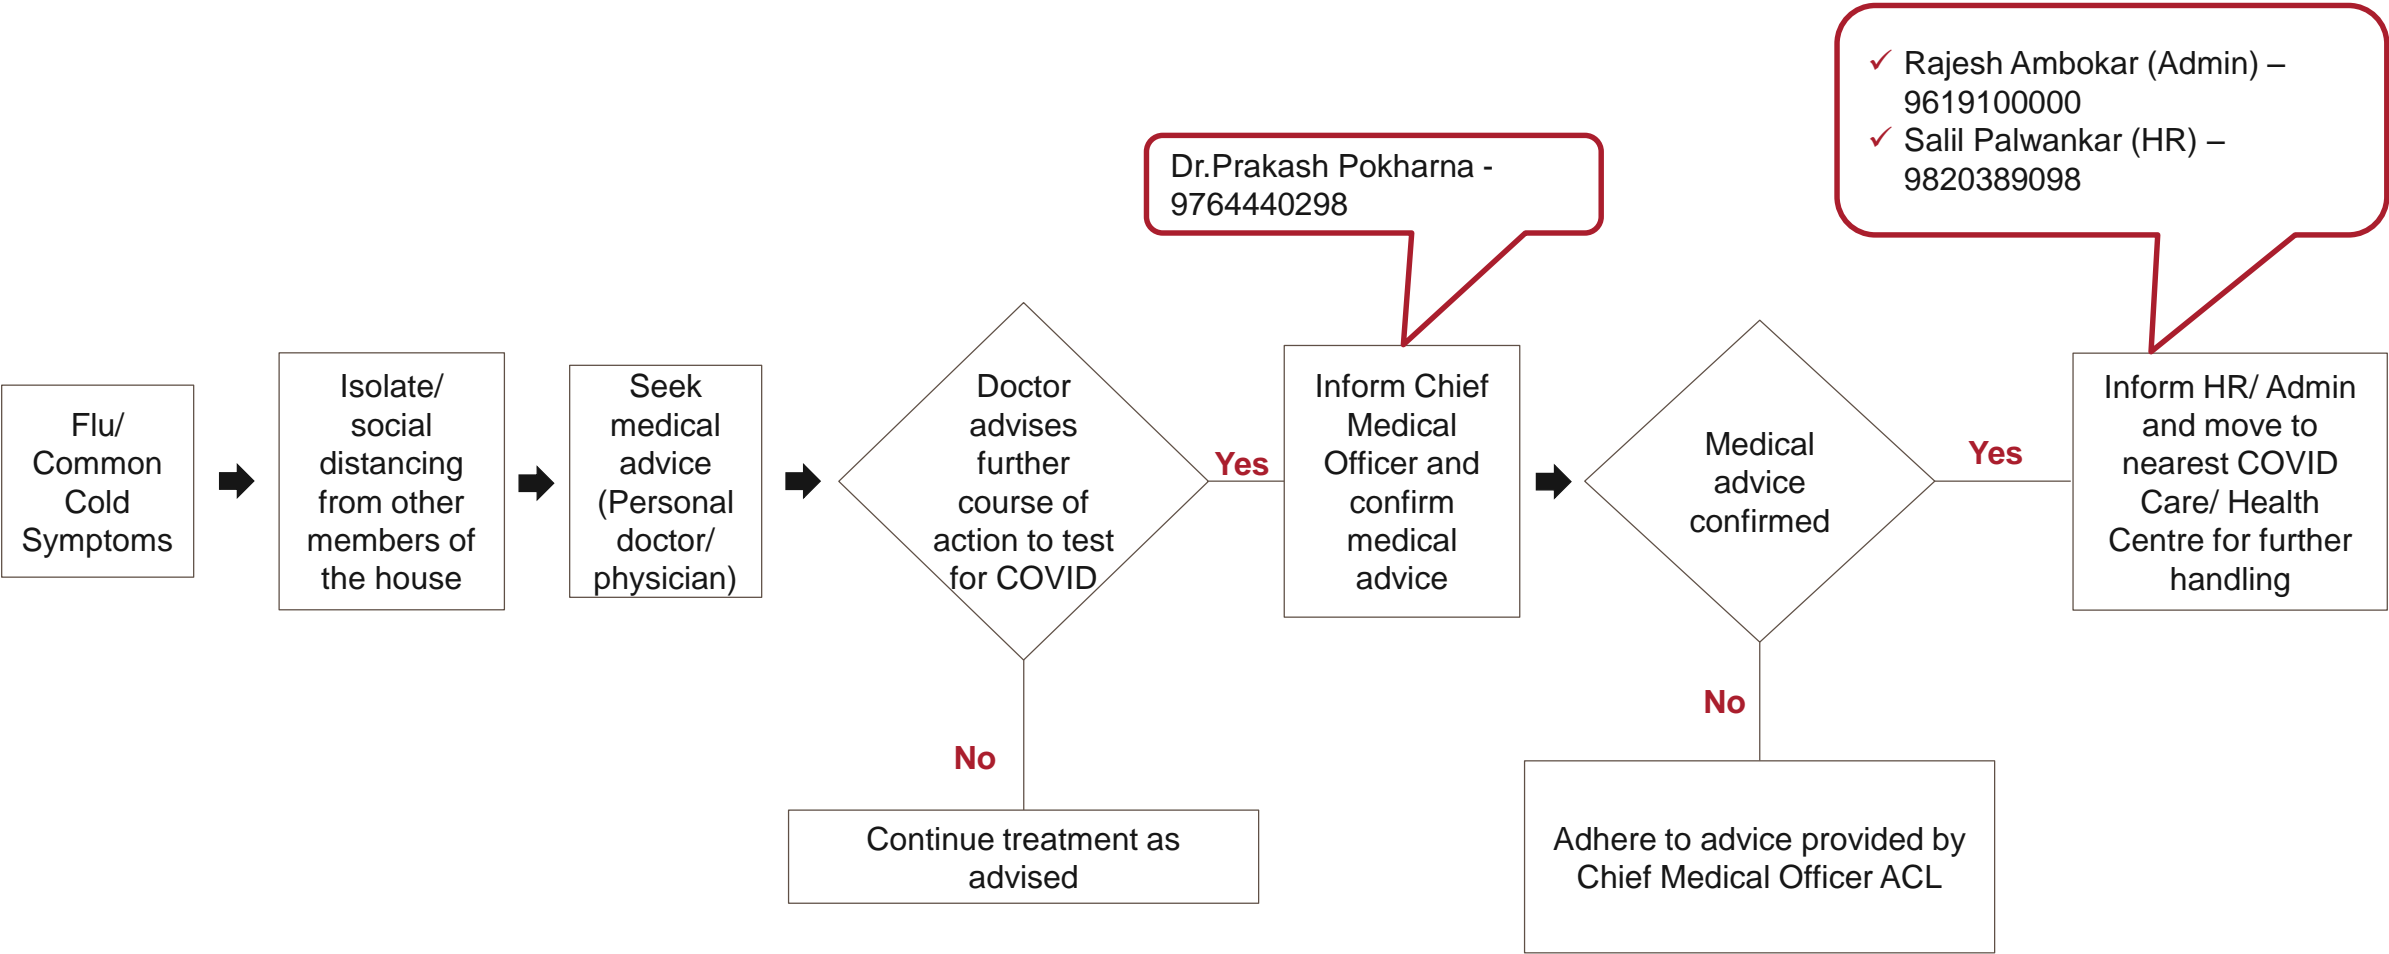 ✓ Rajesh Ambokar (Admin) –
9619100000
✓ Salil Palwankar (HR) –
9820389098
Dr.Prakash Pokharna -
9764440298
Flu/
Common
Cold
Symptoms
Isolate/
social
distancing
from other
members of
the house
Seek
medical
advice
(Personal
doctor/
physician)
Doctor
advises
further
course of
action to test
for COVID
Yes
Inform Chief
Medical
Officer and
confirm
medical
advice
Medical
advice
confirmed
Yes
Inform HR/ Admin
and move to
nearest COVID
Care/ Health
Centre for further
handling
No
Continue treatment as
advised
No
Adhere to advice provided by
Chief Medical Officer ACL